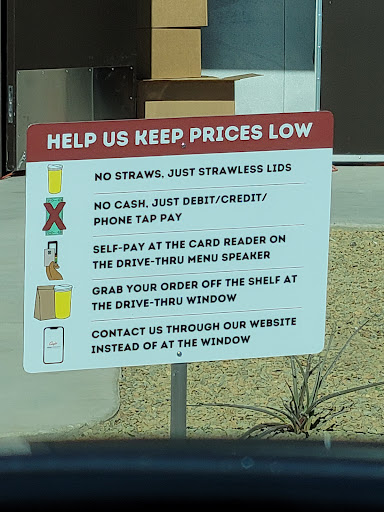 HELP US KEEP PRICES LOW
NO STRAWS, JUST STRAWLESS LIDS
NO CASH, JUST DEBIT/CREDIT/
PHONE TAP PAY
SELF-PAY AT THE CARD READER ON
THE DRIVE-THRU MENU SPEAKER
GRAB YOUR ORDER OFF THE SHELF AT
THE DRIVE-THRU WINDOW
CONTACT US THROUGH OUR WEBSITE
INSTEAD OF AT THE WINDOW